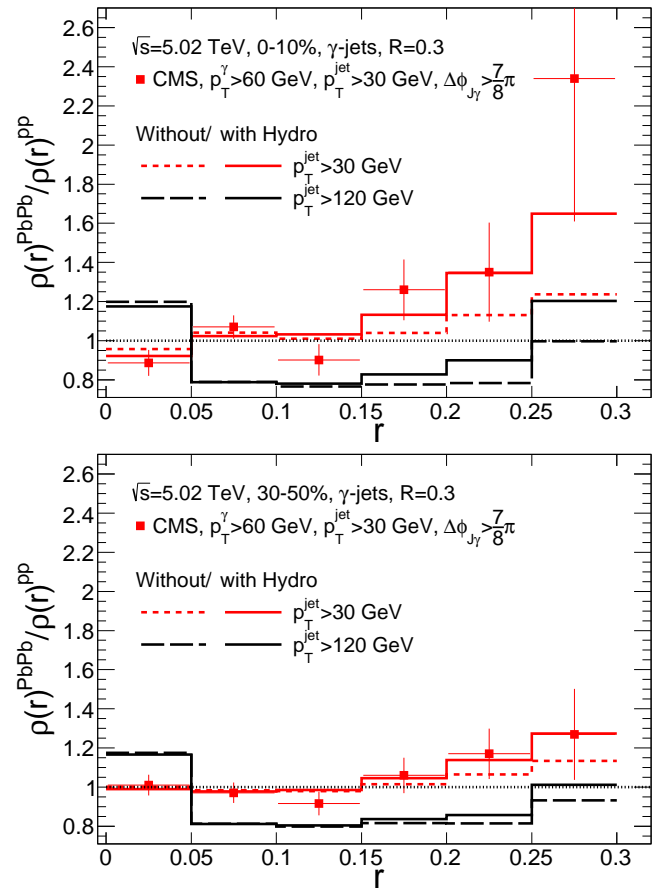 √s=5.02 TeV, 0-10%, γ-jets, R=0.3
CMS, p_T^γ>60 GeV, p_T^jet>30 GeV, Δϕ_Jγ>7/8π
Without/ with Hydro
p_T^jet>30 GeV
p_T^jet>120 GeV
ρ(r)^PbPb/ρ(r)^pp
2.6
2.4
2.2
2
1.8
1.6
1.4
1.2
1
0.8
0 0.05 0.1 0.15 0.2 0.25 0.3
r
√s=5.02 TeV, 30-50%, γ-jets, R=0.3
CMS, p_T^γ>60 GeV, p_T^jet>30 GeV, Δϕ_Jγ>7/8π
Without/ with Hydro
p_T^jet>30 GeV
p_T^jet>120 GeV
ρ(r)^PbPb/ρ(r)^pp
2.6
2.4
2.2
2
1.8
1.6
1.4
1.2
1
0.8
0 0.05 0.1 0.15 0.2 0.25 0.3
r